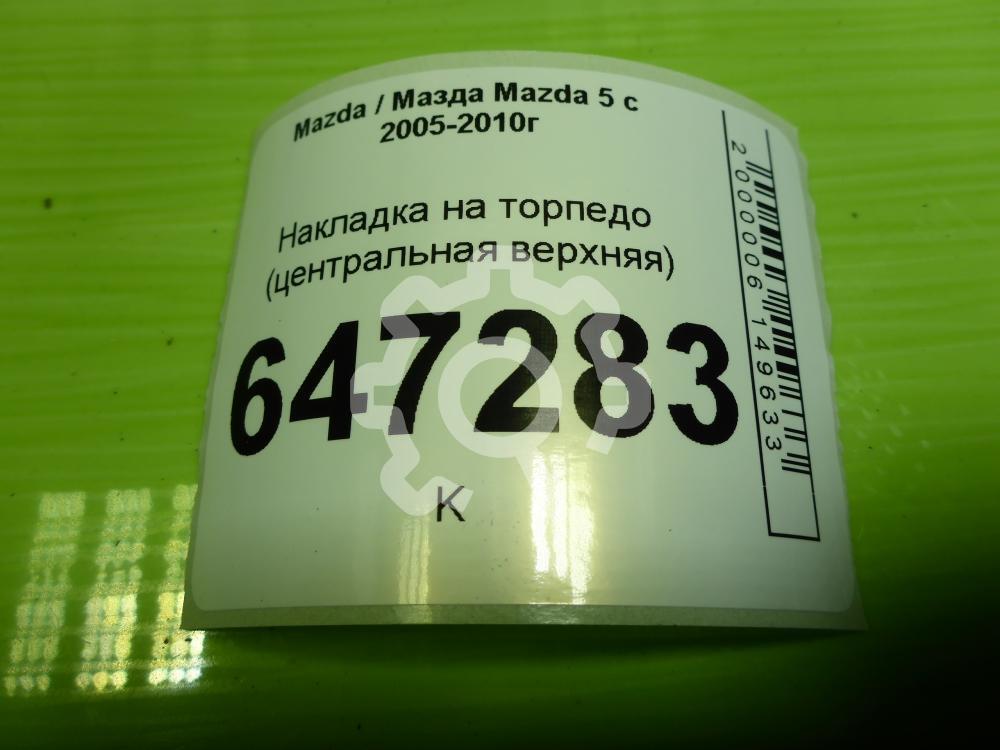 Mazda / Мазда Mazda 5 с
2005-2010г
Накладка на торпедо
(центральная верхняя)
647283
К
2000006149633